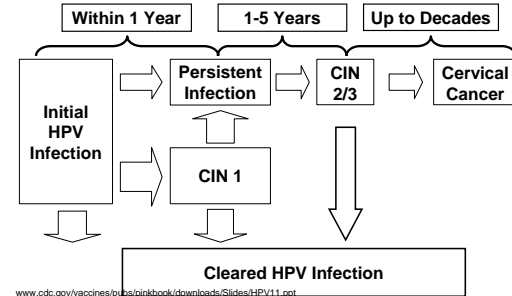 Within 1 Year
1-5 Years
Up to Decades
Initial
HPV
Infection
Persistent
Infection
CIN
2/3
Cervical
Cancer
CIN 1
Cleared HPV Infection
www.cdc.gov/vaccines/pubs/pinkbook/downloads/Slides/HPV11.ppt